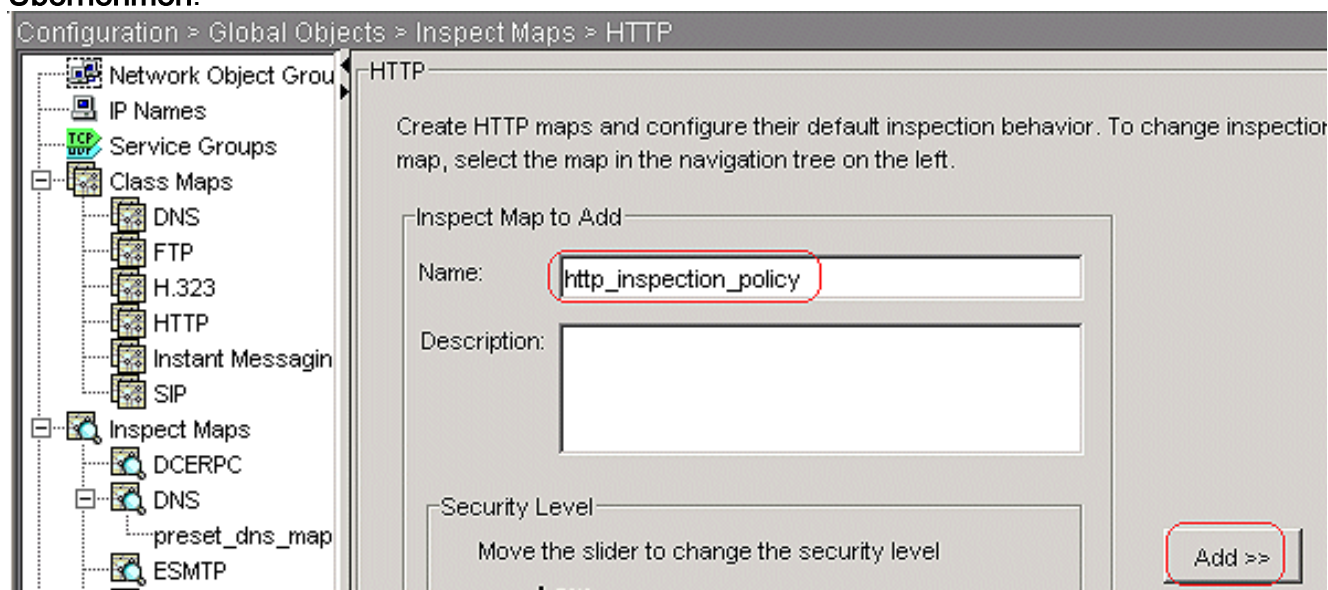 Übernehmen.
Configuration > Global Objects > Inspect Maps > HTTP
Network Object Grou
IP Names
Service Groups
Class Maps
DNS
FTP
H.323
HTTP
Instant Messagin
SIP
Inspect Maps
DCERPC
DNS
preset_dns_map
ESMTP
HTTP
Create HTTP maps and configure their default inspection behavior. To change inspection
map, select the map in the navigation tree on the left.
Inspect Map to Add
Name:
http_inspection_policy
Description:
Security Level
Move the slider to change the security level
Add >>